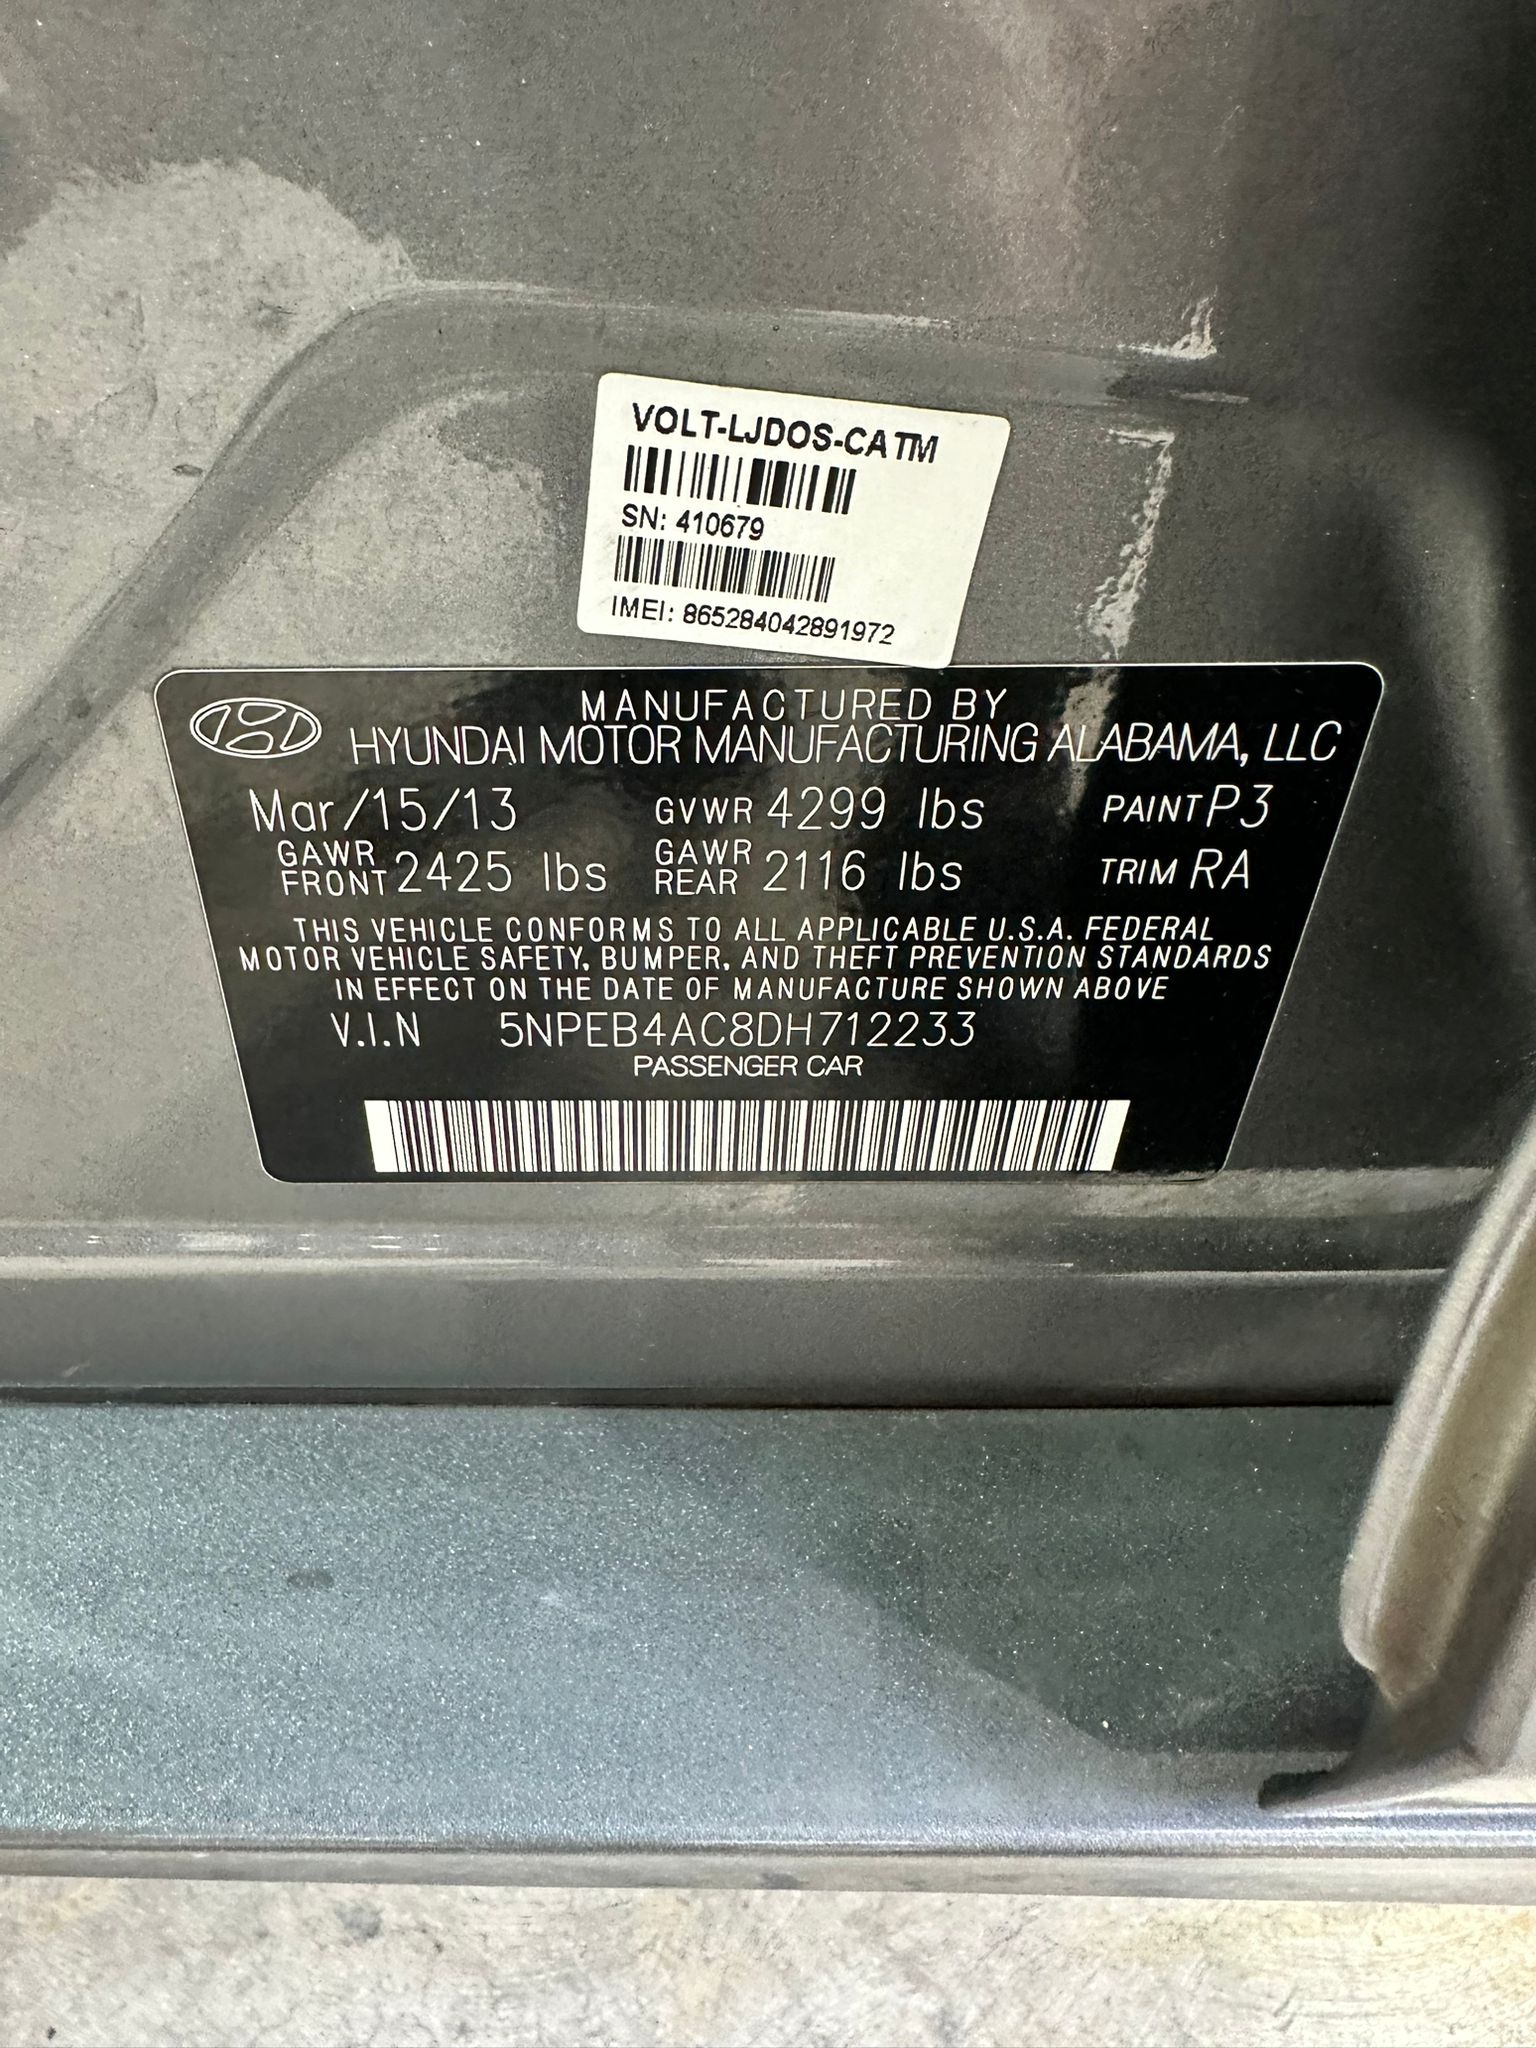 VOLT-LJDOS-CATM
SN: 410679
IMEI: 865284042891972
MANUFACTURED BY
HYUNDAI MOTOR MANUFACTURING ALABAMA, LLC
Mar/15/13 GVWR 4299 lbs PAINT P3
GAWR FRONT 2425 lbs GAWR REAR 2116 lbs TRIM RA
THIS VEHICLE CONFORMS TO ALL APPLICABLE U.S.A. FEDERAL
MOTOR VEHICLE SAFETY, BUMPER, AND THEFT PREVENTION STANDARDS
IN EFFECT ON THE DATE OF MANUFACTURE SHOWN ABOVE
V.I.N 5NPEB4AC8DH712233
PASSENGER CAR